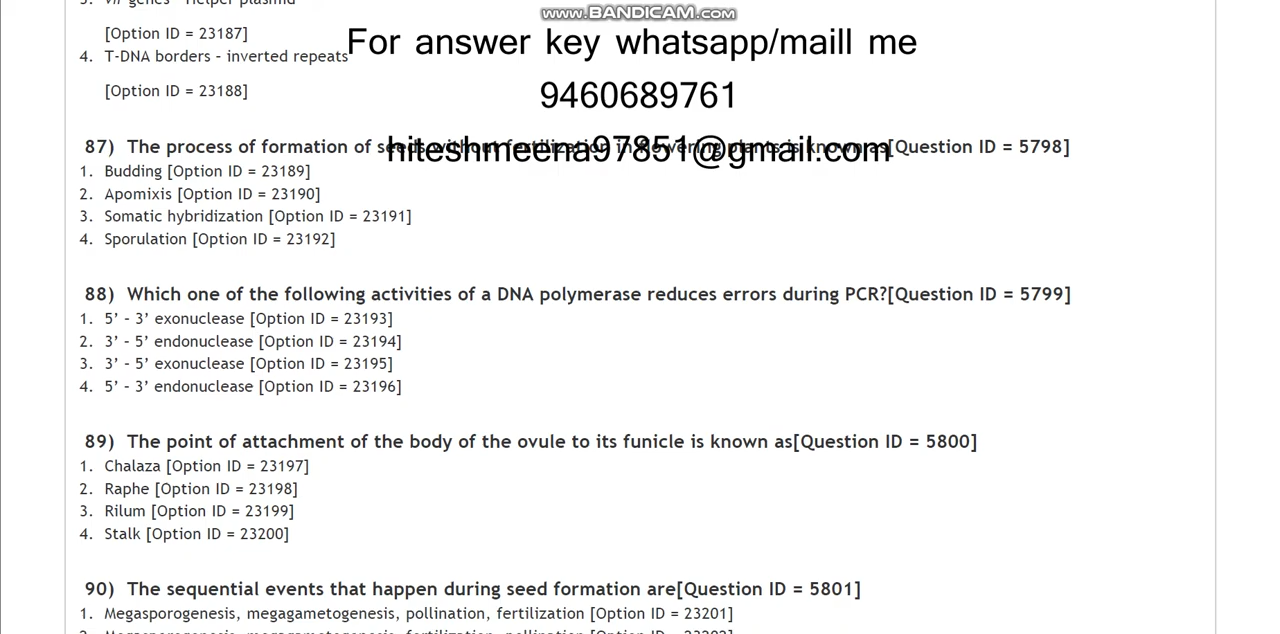 www.BANDICAM.com
3. vir genes - Helper plasmid
[Option ID = 23187]
For answer key whatsapp/maill me
4. T-DNA borders - inverted repeats
[Option ID = 23188]
9460689761
87) The process of formation of seeds without fertilization in flowering plants is known as[Question ID = 5798]
hiteshmeena97851@gmail.com
1. Budding [Option ID = 23189]
2. Apomixis [Option ID = 23190]
3. Somatic hybridization [Option ID = 23191]
4. Sporulation [Option ID = 23192]
88) Which one of the following activities of a DNA polymerase reduces errors during PCR?[Question ID = 5799]
1. 5’ - 3’ exonuclease [Option ID = 23193]
2. 3’ - 5’ endonuclease [Option ID = 23194]
3. 3’ - 5’ exonuclease [Option ID = 23195]
4. 5’ - 3’ endonuclease [Option ID = 23196]
89) The point of attachment of the body of the ovule to its funicle is known as[Question ID = 5800]
1. Chalaza [Option ID = 23197]
2. Raphe [Option ID = 23198]
3. Rilum [Option ID = 23199]
4. Stalk [Option ID = 23200]
90) The sequential events that happen during seed formation are[Question ID = 5801]
1. Megasporogenesis, megagametogenesis, pollination, fertilization [Option ID = 23201]
2. Megasporogenesis, megagametogenesis, fertilization, pollination [Option ID = 23202]